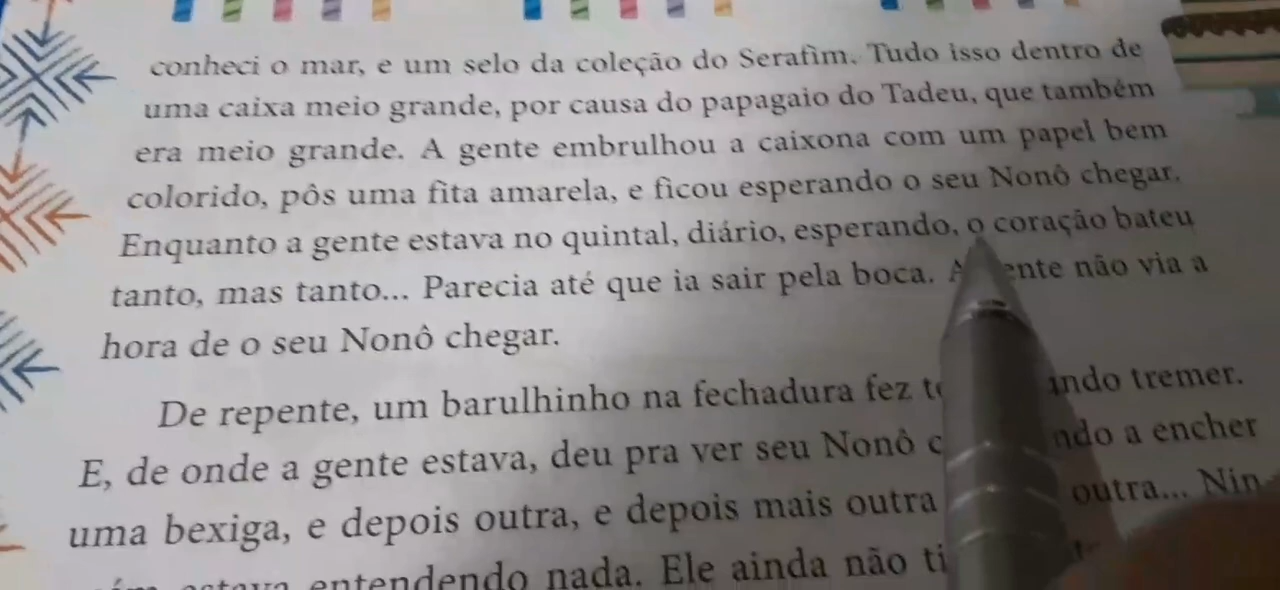 conheci o mar, e um selo da coleção do Serafim. Tudo isso dentro de
uma caixa meio grande, por causa do papagaio do Tadeu, que também
era meio grande. A gente embrulhou a caixona com um papel bem
colorido, pôs uma fita amarela, e ficou esperando o seu Nonô chegar.
Enquanto a gente estava no quintal, diário, esperando, o coração bateu
tanto, mas tanto... Parecia até que ia sair pela boca. A gente não via a
hora de o seu Nonô chegar.
De repente, um barulhinho na fechadura fez tremer.
E, de onde a gente estava, deu pra ver seu Nonô a encher
uma bexiga, e depois outra, e depois mais outra outra... Nin
estava entendendo nada. Ele ainda não